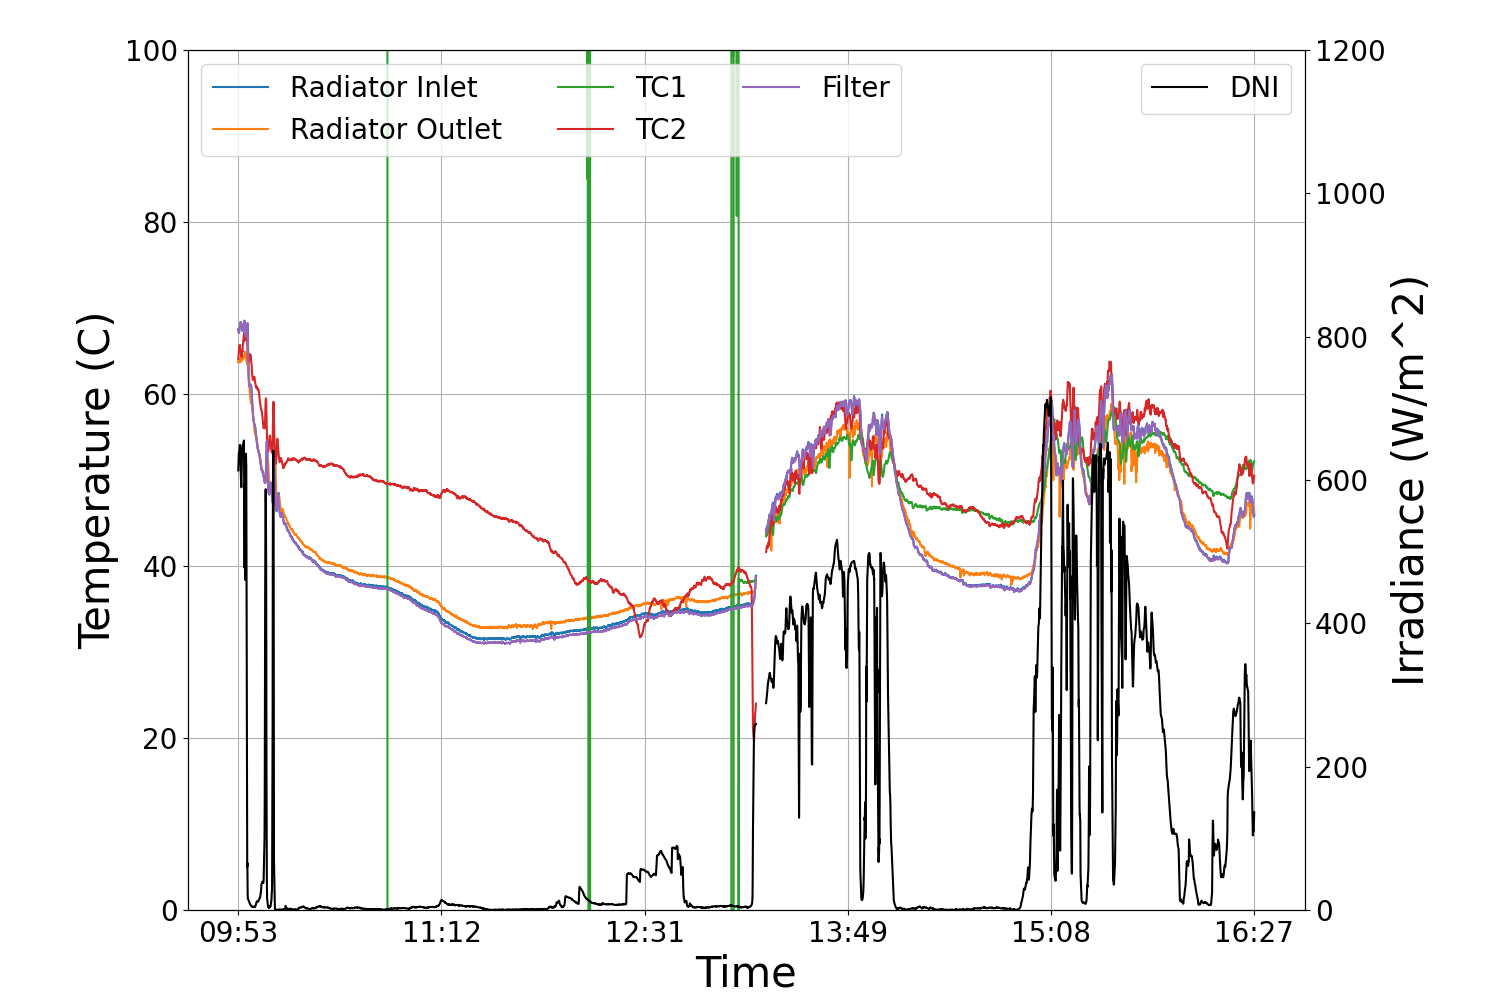 100
80
60
40
20
0
Temperature (C)
Radiator Inlet
Radiator Outlet
TC1
TC2
Filter
DNI
1200
1000
800
600
400
200
0
Irradiance (W/m^2)
09:53 11:12 12:31 13:49 15:08 16:27
Time